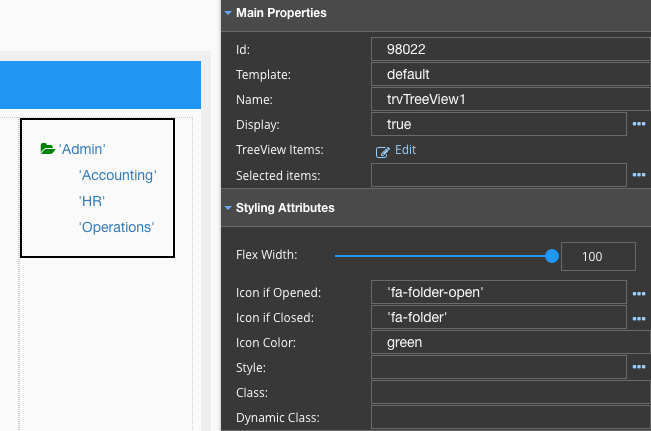 'Admin'
'Accounting'
'HR'
'Operations'
Main Properties
Id: 98022
Template: default
Name: trvTreeView1
Display: true
TreeView Items: Edit
Selected items:
Styling Attributes
Flex Width: 100
Icon if Opened: 'fa-folder-open'
Icon if Closed: 'fa-folder'
Icon Color: green
Style:
Class:
Dynamic Class: